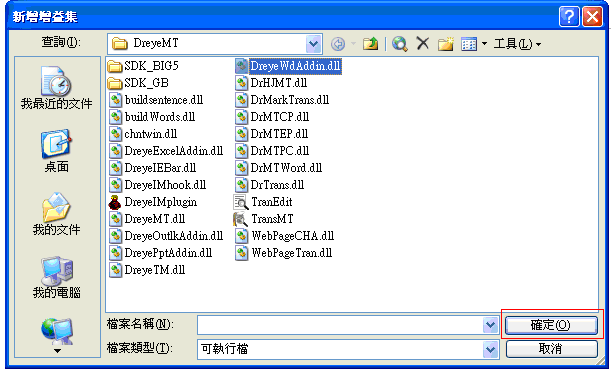 新增增益集
查詢(I):
DreyeMT
工具(L)
我最近的文件
桌面
我的文件
我的電腦
SDK_BIG5
SDK_GB
buildsentence.dll
buildWords.dll
chntwin.dll
DreyeExcelAddin.dll
DreyeIEBar.dll
DreyeIMhook.dll
DreyeIMplugin
DreyeMT.dll
DreyeOutlkAddin.dll
DreyePptAddin.dll
DreyeTM.dll
DreyeWdAddin.dll
DrHJMT.dll
DrMarkTrans.dll
DrMTCP.dll
DrMTEP.dll
DrMTPC.dll
DrMTWord.dll
DrTrans.dll
TranEdit
TransMT
WebPageCHA.dll
WebPageTran.dll
檔案名稱(N):
確定(O)
檔案類型(T):
可執行檔
取消